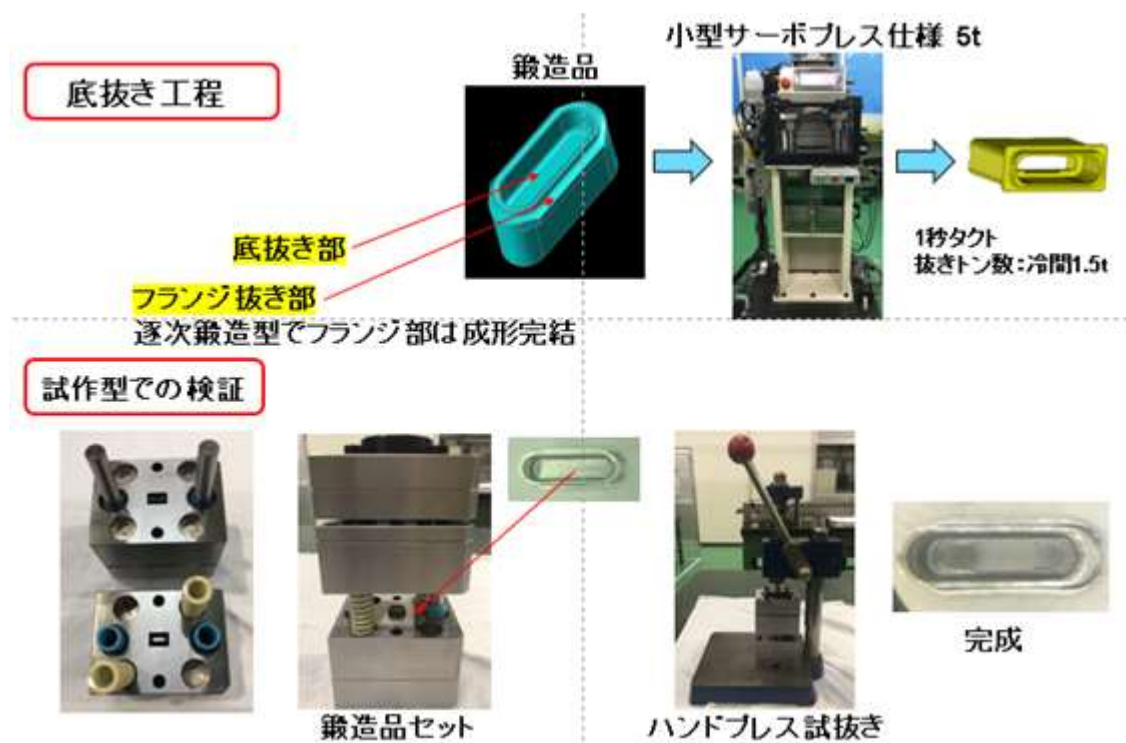 底抜き工程
鍛造品
小型サーボプレス仕様 5t
底抜き部
フランジ抜き部
逐次鍛造型でフランジ部は成形完結
1秒タクト
抜きトン数：冷間1.5t
試作型での検証
鍛造品セット
ハンドプレス試抜き
完成